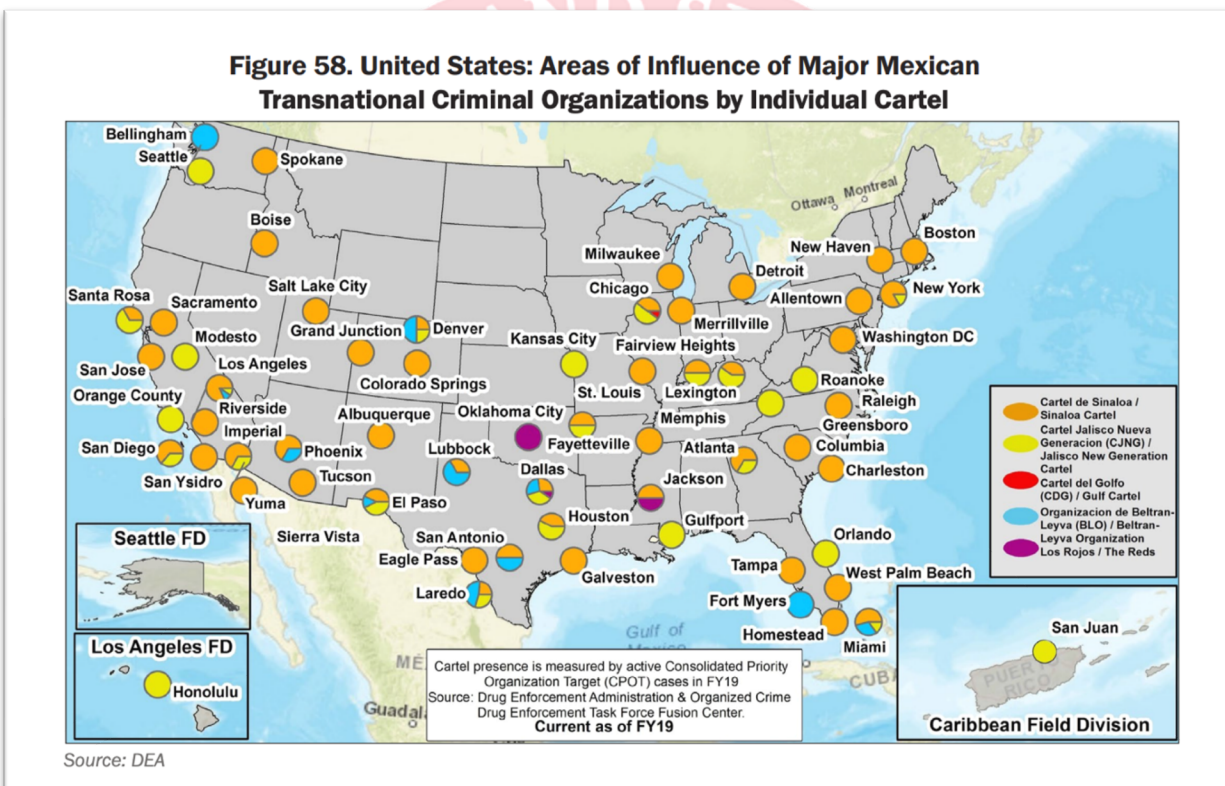 Figure 58. United States: Areas of Influence of Major Mexican
Transnational Criminal Organizations by Individual Cartel
Bellingham
Seattle
Spokane
Boise
Ottawa
Montreal
Boston
New Haven
Milwaukee
Detroit
Salt Lake City
Santa Rosa
Sacramento
Chicago
Allentown
New York
Grand Junction
Denver
Merrillville
Modesto
Kansas City
Fairview Heights
Washington DC
San Jose
Los Angeles
Colorado Springs
St. Louis
Lexington
Roanoke
Orange County
Riverside
Albuquerque
Oklahoma City
Memphis
Raleigh
Imperial
Fayetteville
Greensboro
San Diego
Phoenix
Lubbock
Atlanta
Columbia
Dallas
Charleston
San Ysidro
Tucson
Jackson
Yuma
El Paso
Houston
Gulfport
Sierra Vista
San Antonio
Orlando
Eagle Pass
Tampa
West Palm Beach
Galveston
Laredo
Fort Myers
Homestead
Miami
Gulf of
CUBA
Cartel de Sinaloa /
Sinaloa Cartel
Cartel Jalisco Nueva
Generacion (CJNG) /
Jalisco New Generation
Cartel
Cartel del Golfo
(CDG) / Gulf Cartel
Organizacion de Beltran-
Leyva (BLO) / Beltran-
Leyva Organization
Los Rojos / The Reds
Seattle FD
Los Angeles FD
Honolulu
Cartel presence is measured by active Consolidated Priority
Organization Target (CPOT) cases in FY19
Source: Drug Enforcement Administration & Organized Crime
Drug Enforcement Task Force Fusion Center.
Current as of FY19
San Juan
PUERTO
RICO
Caribbean Field Division
Source: DEA